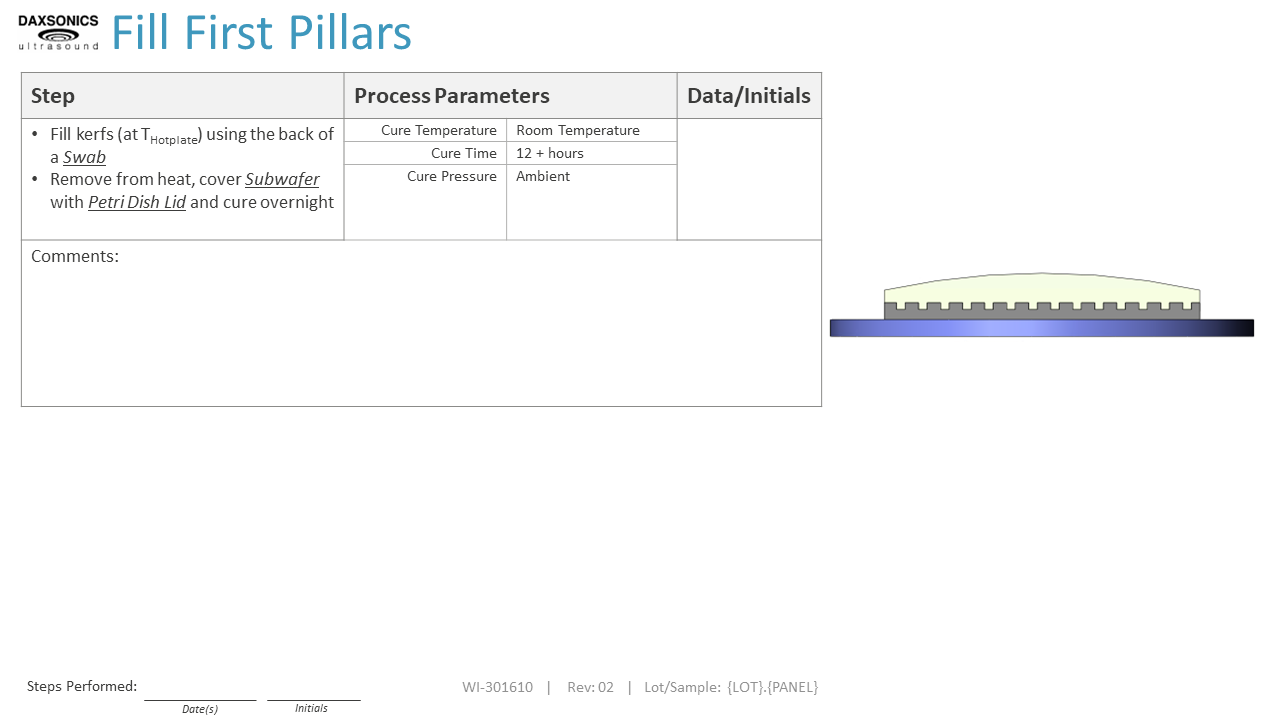 DAXSONICS
ultrasound
Fill First Pillars
Step
Process Parameters
Data/Initials
• Fill kerfs (at THotplate) using the back of
a Swab
• Remove from heat, cover Subwafer
with Petri Dish Lid and cure overnight
Cure Temperature
Room Temperature
Cure Time
12 + hours
Cure Pressure
Ambient
Comments:
Steps Performed:
Date(s)
Initials
WI-301610 | Rev: 02 | Lot/Sample: {LOT}.{PANEL}